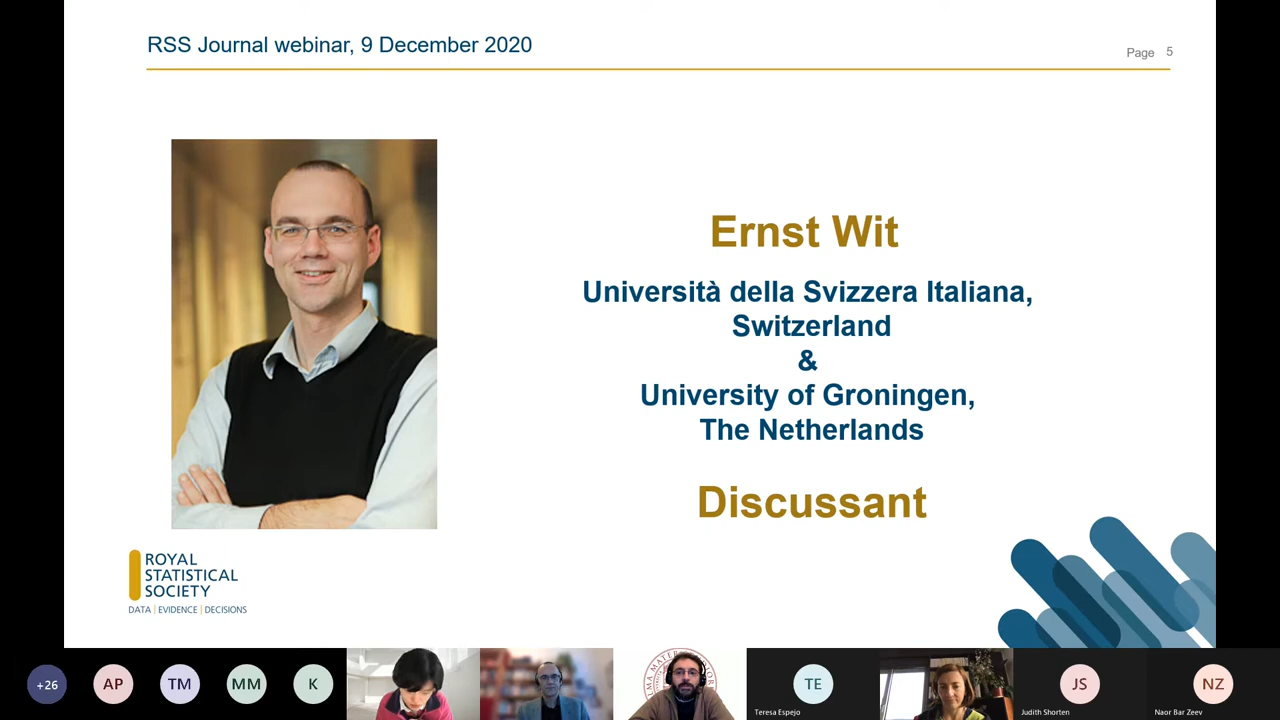 RSS Journal webinar, 9 December 2020
Page 5
Ernst Wit
Università della Svizzera Italiana,
Switzerland
&
University of Groningen,
The Netherlands
Discussant
ROYAL
STATISTICAL
SOCIETY
DATA | EVIDENCE | DECISIONS
+26
AP
TM
MM
K
TE
Teresa Espejo
JS
Judith Shorten
NZ
Naor Bar Zeev